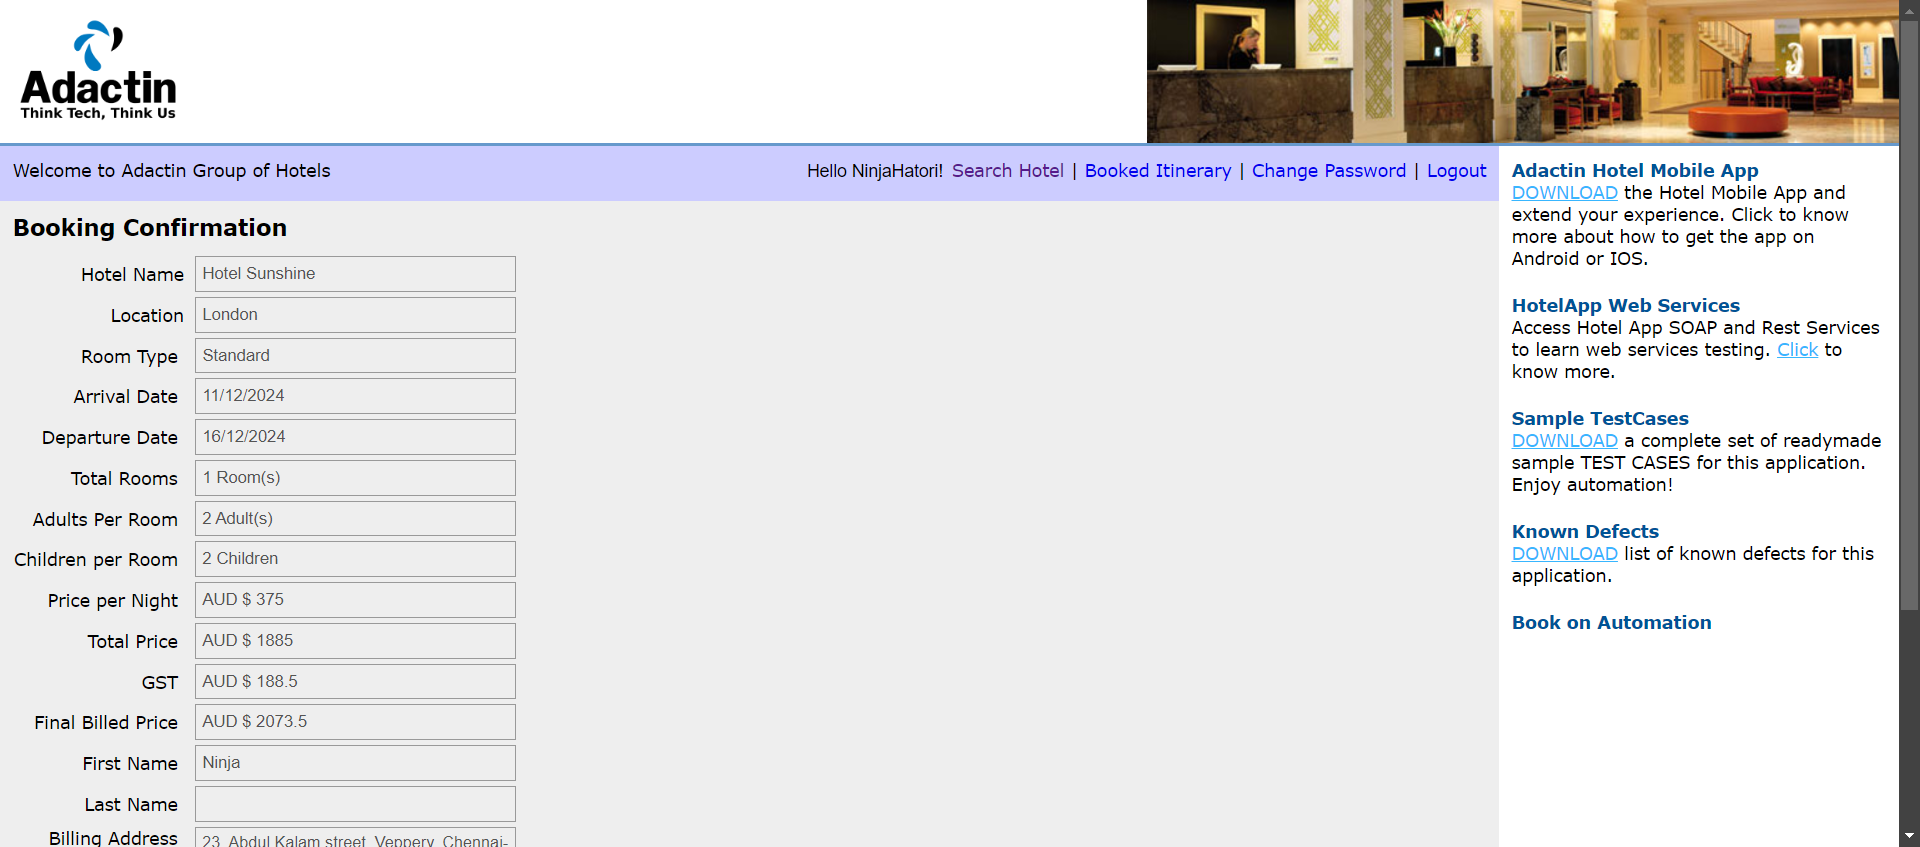 Adactin
Think Tech, Think Us
Welcome to Adactin Group of Hotels
Hello NinjaHatori! Search Hotel | Booked Itinerary | Change Password | Logout
Booking Confirmation
Hotel Name Hotel Sunshine
Location London
Room Type Standard
Arrival Date 11/12/2024
Departure Date 16/12/2024
Total Rooms 1 Room(s)
Adults Per Room 2 Adult(s)
Children per Room 2 Children
Price per Night AUD $ 375
Total Price AUD $ 1885
GST AUD $ 188.5
Final Billed Price AUD $ 2073.5
First Name Ninja
Last Name
Billing Address 23, Abdul Kalam street, Veppery, Chennai-
Adactin Hotel Mobile App
DOWNLOAD the Hotel Mobile App and
extend your experience. Click to know
more about how to get the app on
Android or IOS.
HotelApp Web Services
Access Hotel App SOAP and Rest Services
to learn web services testing. Click to
know more.
Sample TestCases
DOWNLOAD a complete set of readymade
sample TEST CASES for this application.
Enjoy automation!
Known Defects
DOWNLOAD list of known defects for this
application.
Book on Automation